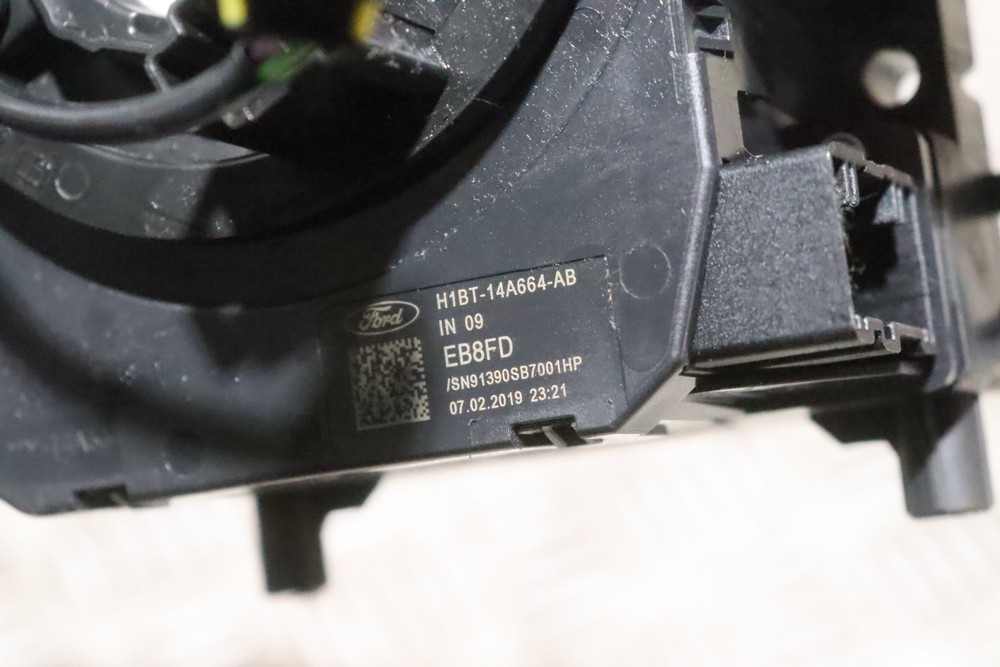 Ford
H1BT-14A664-AB
IN 09
EB8FD
/SN91390SB7001HP
07.02.2019 23:21